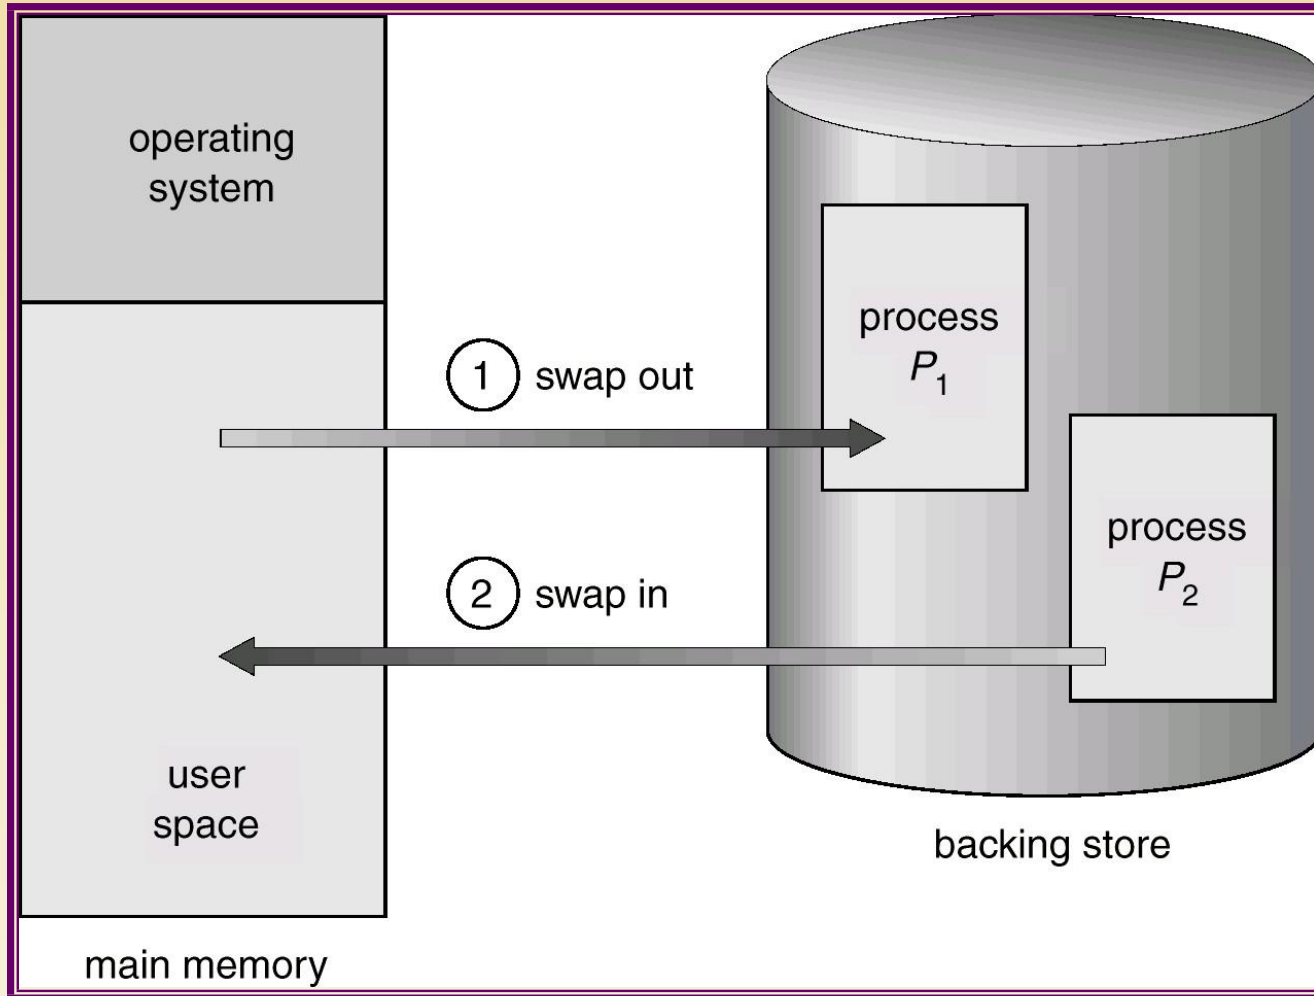 operating
system
process
P1
1 swap out
process
P2
2 swap in
user
space
backing store
main memory